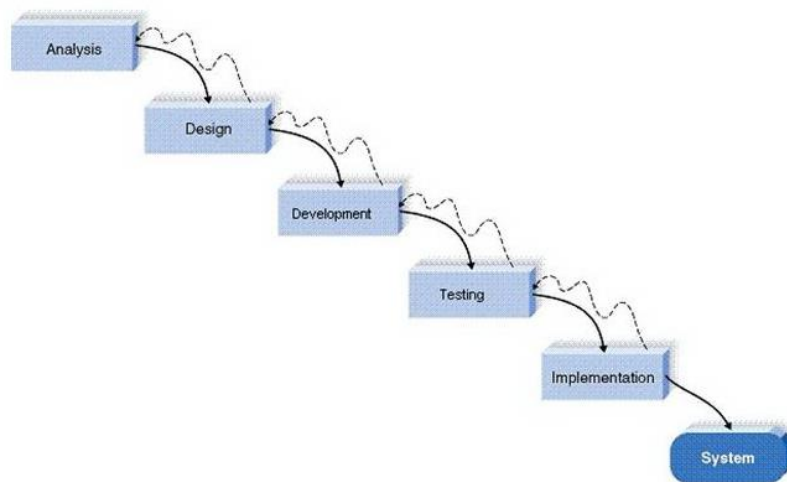 Analysis
Design
Development
Testing
Implementation
System